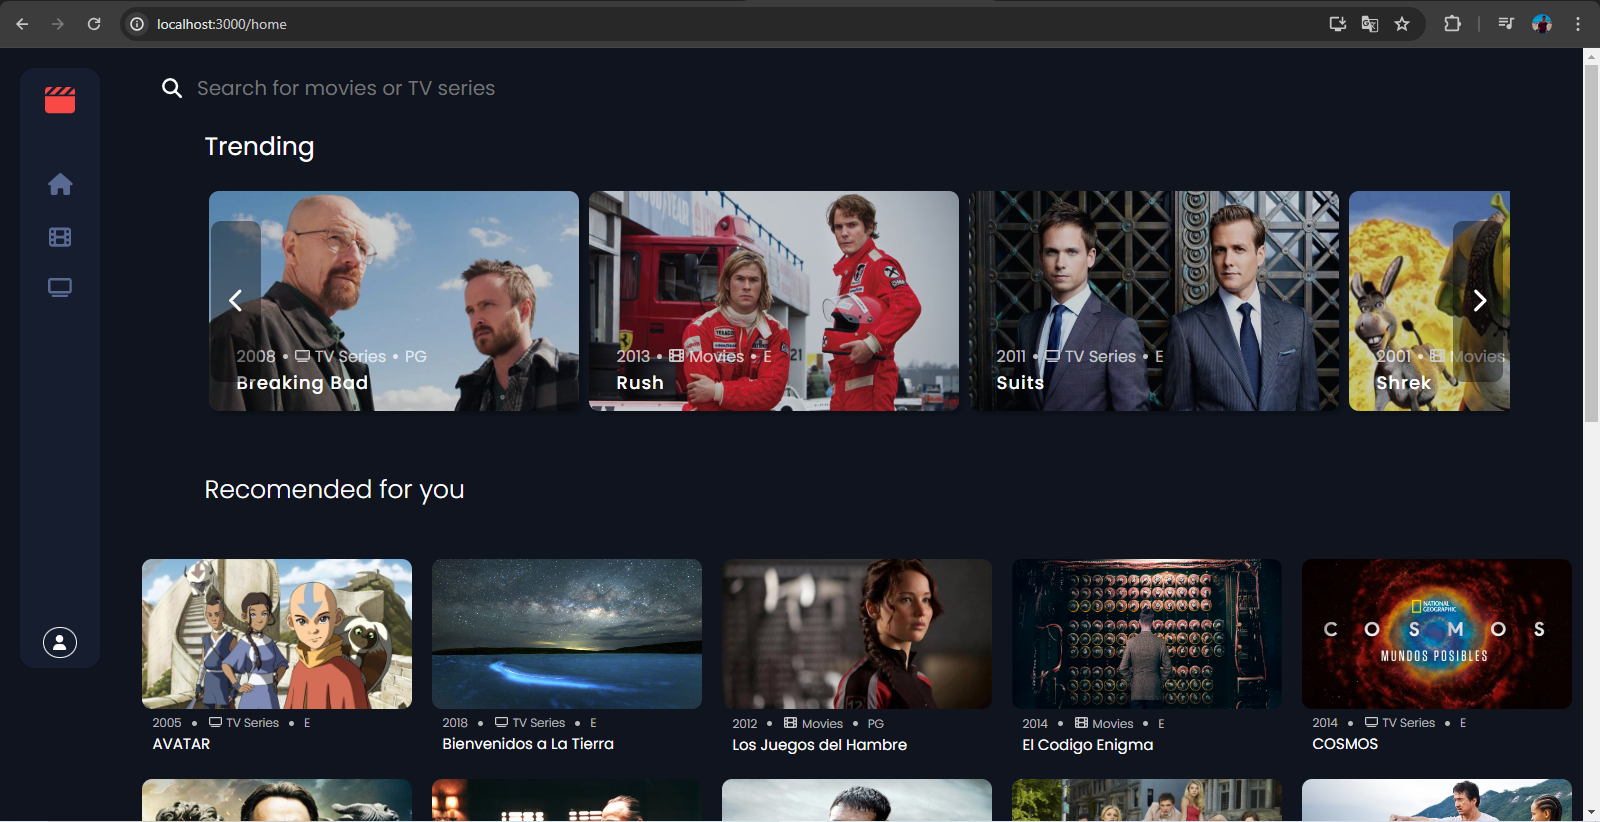 localhost:3000/home
Search for movies or TV series
Trending
2008 • TV Series • PG
Breaking Bad
2013 • Movies • E
Rush
2011 • TV Series • E
Suits
2001 • Movies
Shrek
Recomended for you
2005 • TV Series • E
AVATAR
2018 • TV Series • E
Bienvenidos a La Tierra
2012 • Movies • PG
Los Juegos del Hambre
2014 • Movies • E
El Codigo Enigma
NATIONAL
GEOGRAPHIC
COSMOS
MUNDOS POSIBLES
2014 • TV Series • E
COSMOS